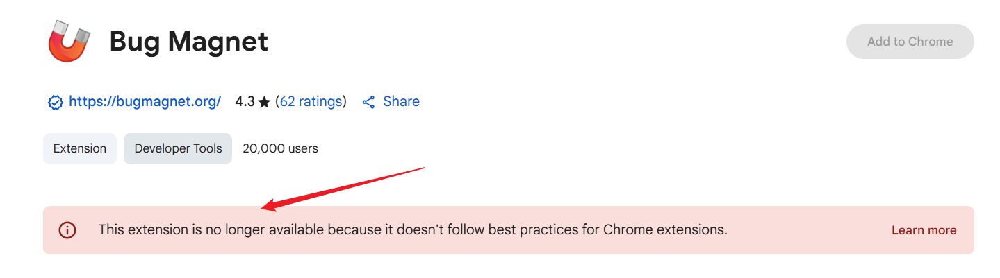 Bug Magnet
Add to Chrome
https://bugmagnet.org/ 4.3★ (62 ratings) Share
Extension Developer Tools 20,000 users
This extension is no longer available because it doesn't follow best practices for Chrome extensions. Learn more